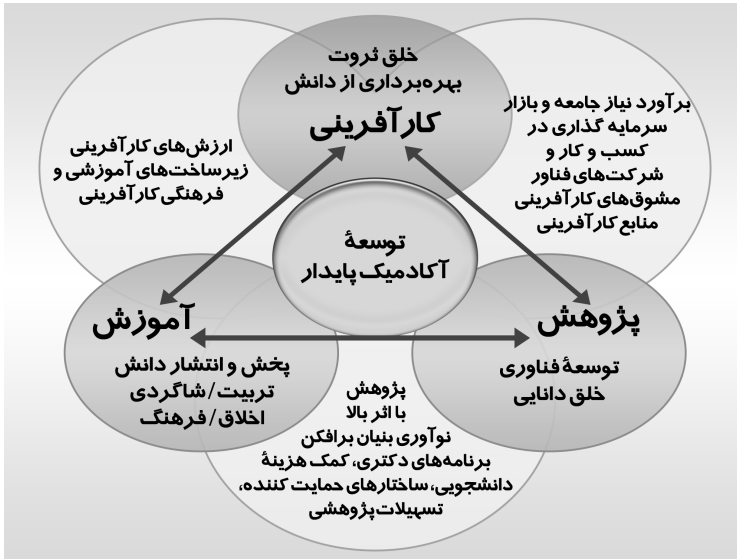 خلق ثروت
بهره‌برداری از دانش
کارآفرینی
برآورد نیاز جامعه و بازار
سرمایه گذاری در
کسب و کار و
شرکت‌های فناور
مشوق‌های کارآفرینی
منابع کارآفرینی
ارزش‌های کارآفرینی
زیرساخت‌های آموزشی و
فرهنگی کارآفرینی
توسعهٔ
آکادمیک پایدار
پژوهش
توسعهٔ فناوری
خلق دانایی
آموزش
پخش و انتشار دانش
تربیت / شاگردی
اخلاق / فرهنگ
پژوهش
با اثر بالا
نوآوری بنیان برافکن
برنامه‌های دکتری، کمک هزینهٔ
دانشجویی، ساختارهای حمایت کننده،
تسهیلات پژوهشی